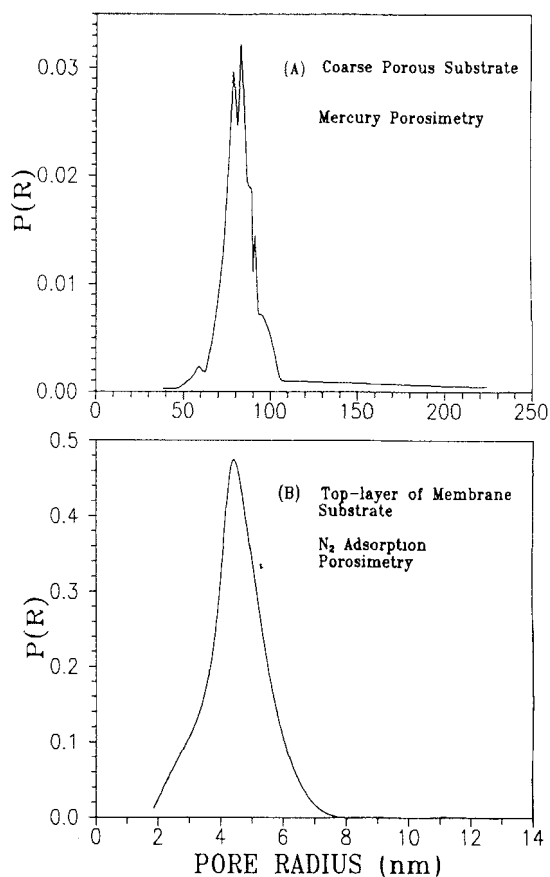 (A) Coarse Porous Substrate
Mercury Porosimetry
P(R)
0.03
0.02
0.01
0.00
0 50 100 150 200 250
(B) Top-layer of Membrane
Substrate
N₂ Adsorption
Porosimetry
P(R)
0.5
0.4
0.3
0.2
0.1
0.0
0 2 4 6 8 10 12 14
PORE RADIUS (nm)